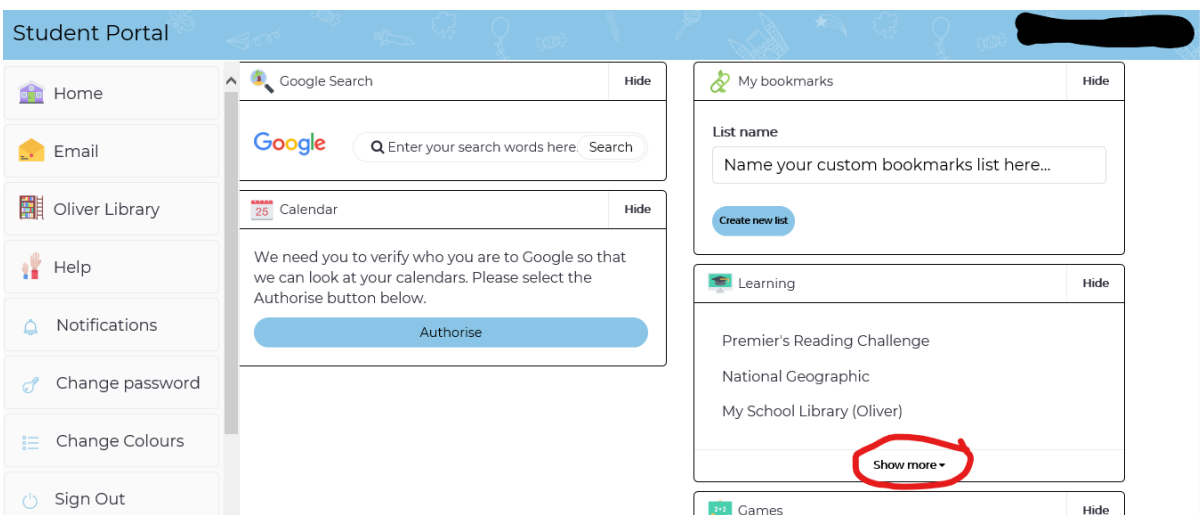 Student Portal
Home
Email
Oliver Library
Help
Notifications
Change password
Change Colours
Sign Out
Google Search
Hide
Google
Enter your search words here.
Search
25
Calendar
Hide
We need you to verify who you are to Google so that
we can look at your calendars. Please select the
Authorise button below.
Authorise
My bookmarks
Hide
List name
Name your custom bookmarks list here...
Create new list
Learning
Hide
Premier's Reading Challenge
National Geographic
My School Library (Oliver)
Show more
2+2
Games
Hide